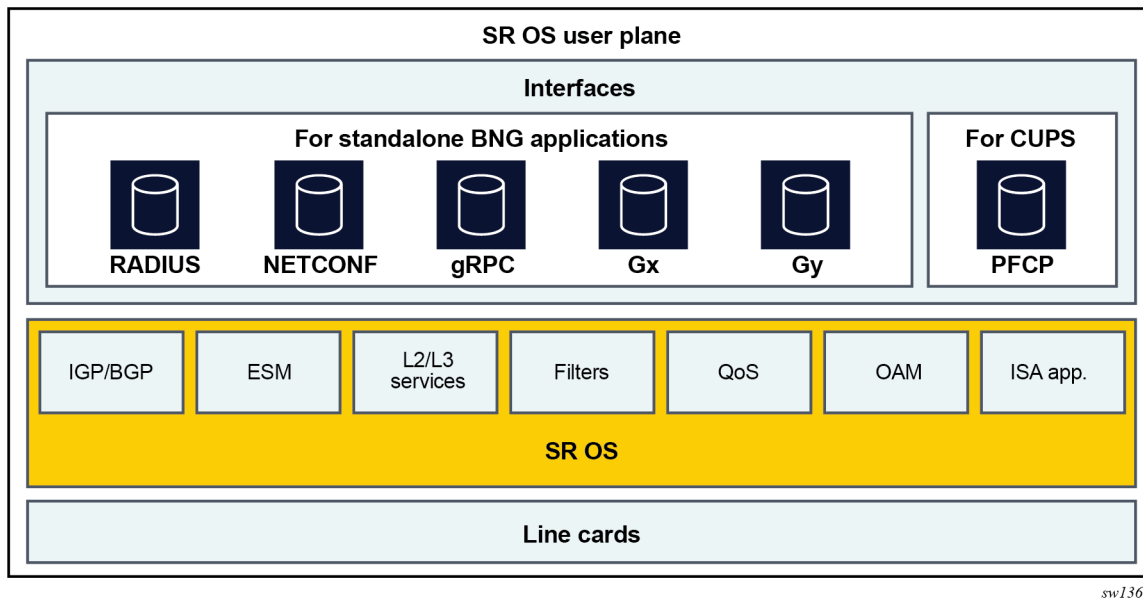 SR OS user plane
Interfaces
For standalone BNG applications
For CUPS
RADIUS
NETCONF
gRPC
Gx
Gy
PFCP
IGP/BGP
ESM
L2/L3
services
Filters
QoS
OAM
ISA app.
SR OS
Line cards
sw136